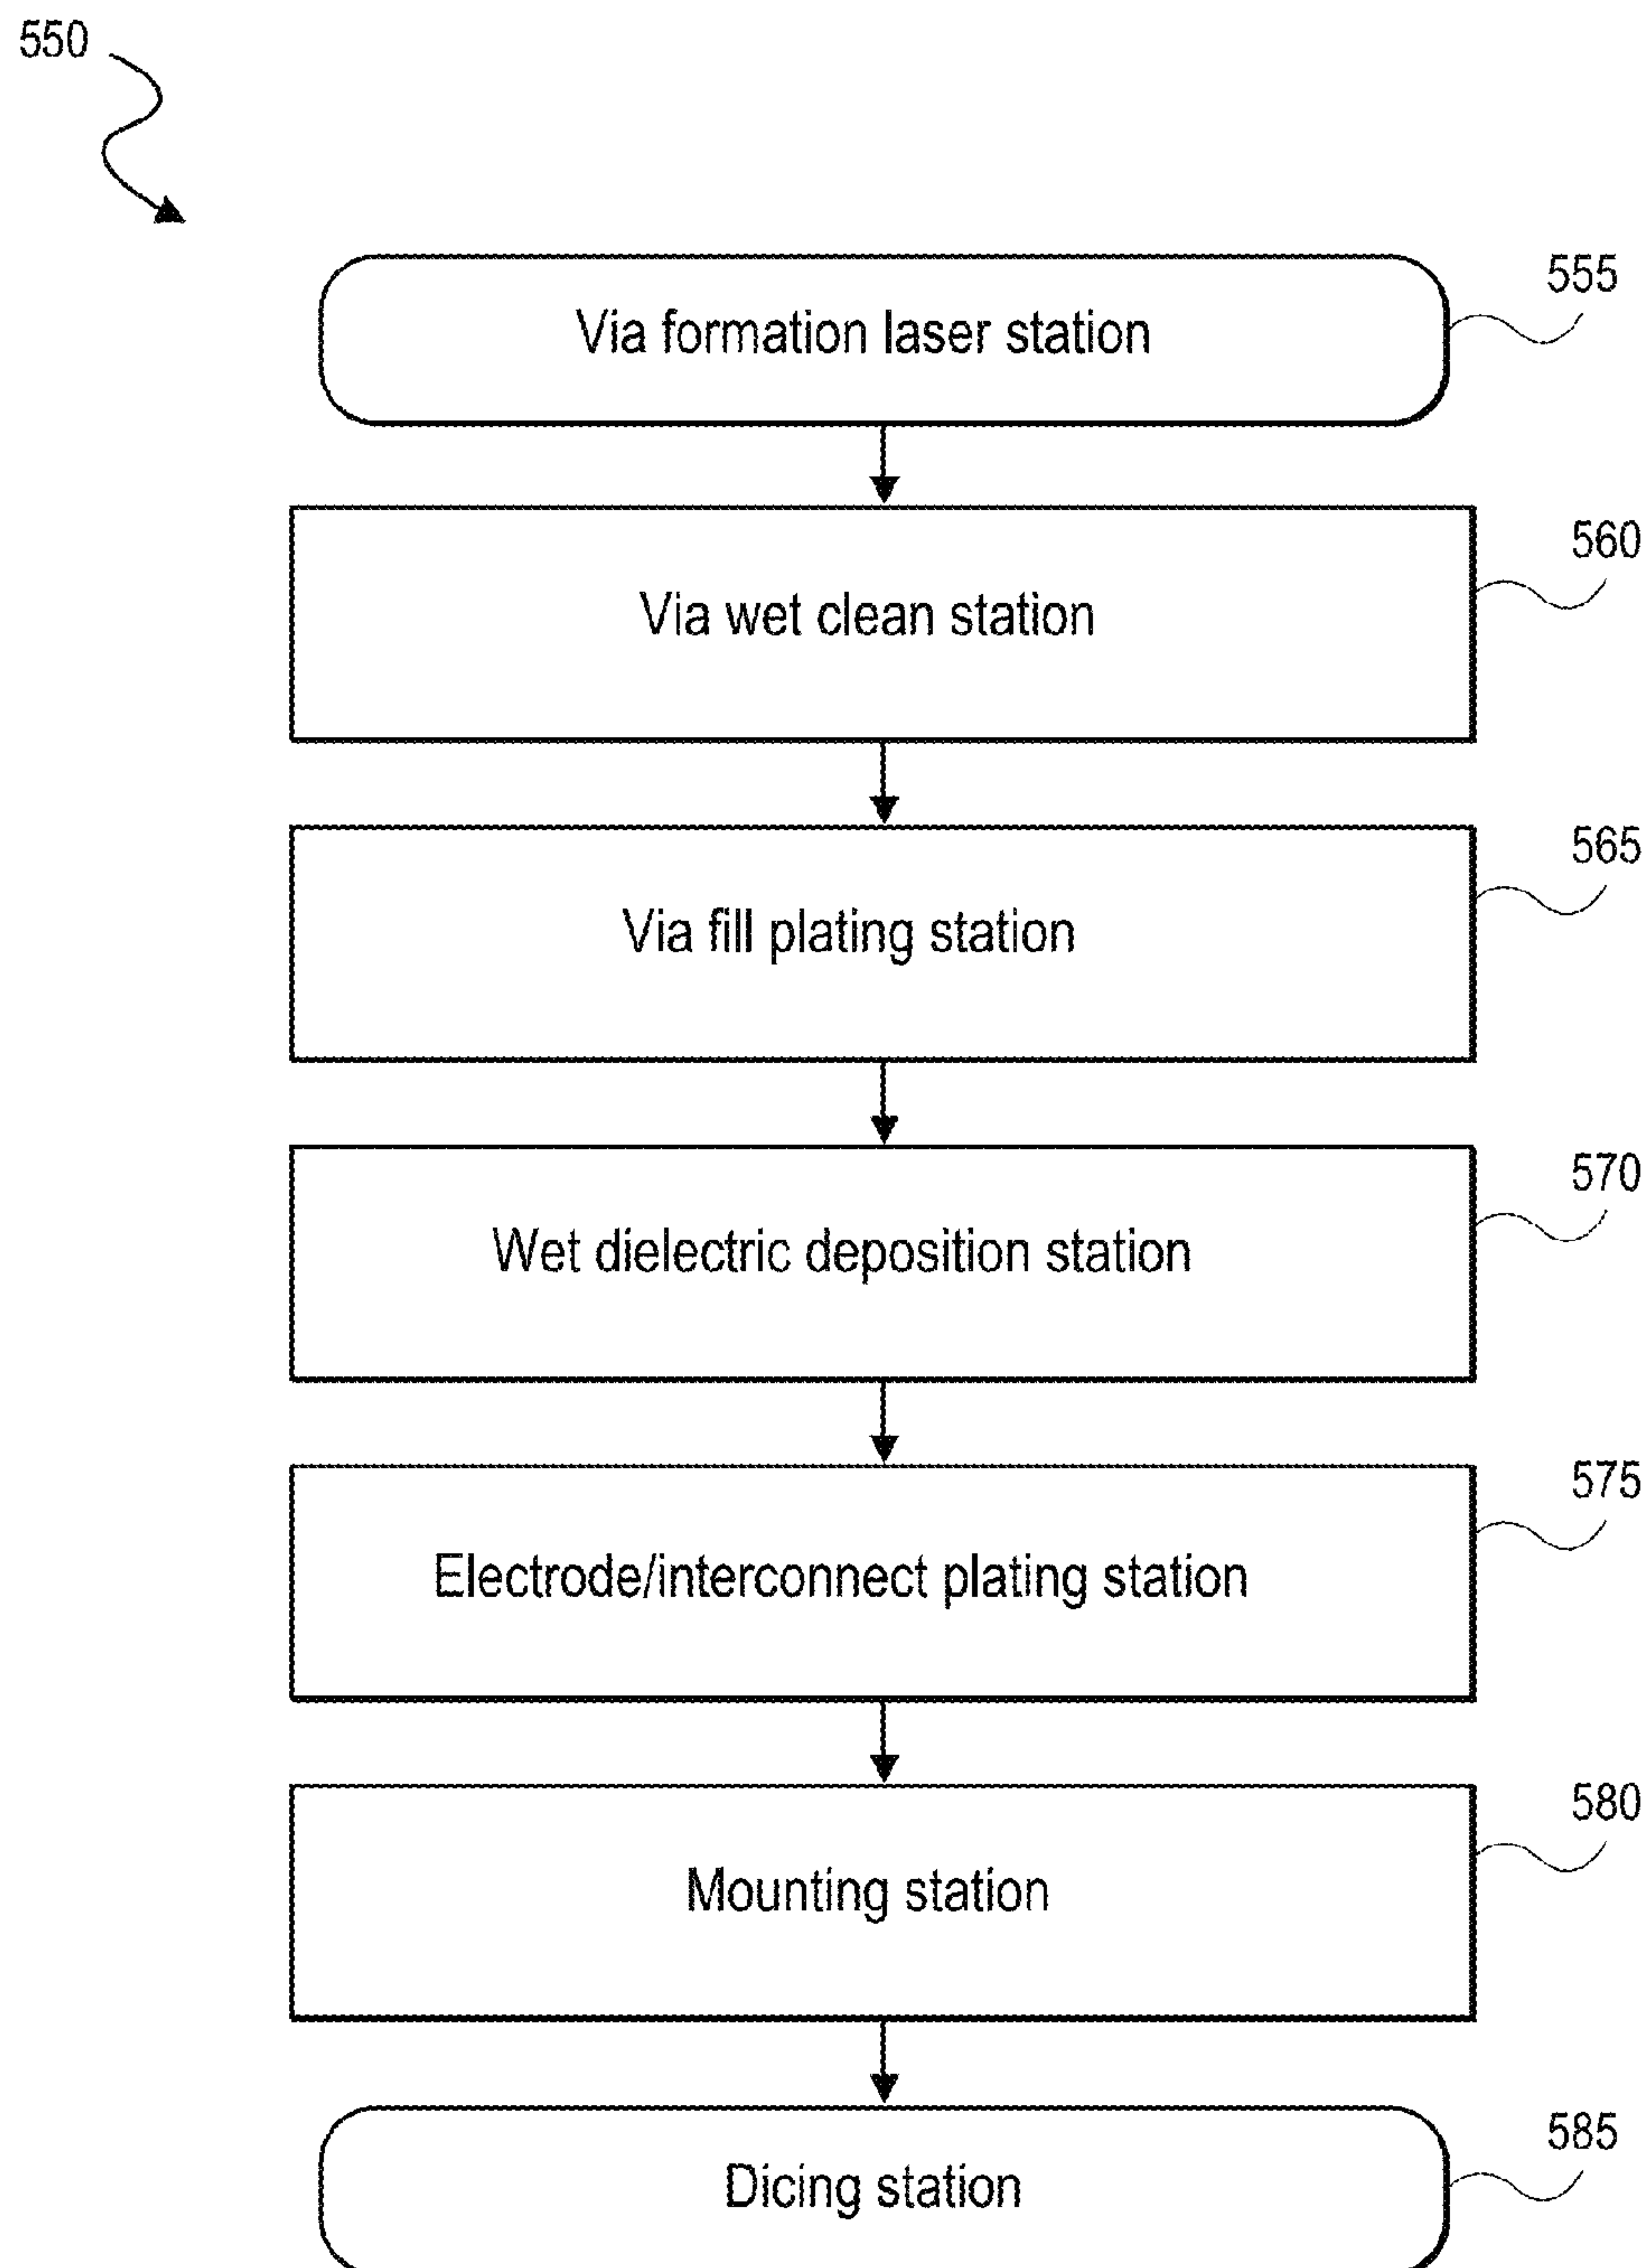 550
555
Via formation laser station
560
Via wet clean station
565
Via fill plating station
570
Wet dielectric deposition station
575
Electrode/interconnect plating station
580
Mounting station
585
Dicing station